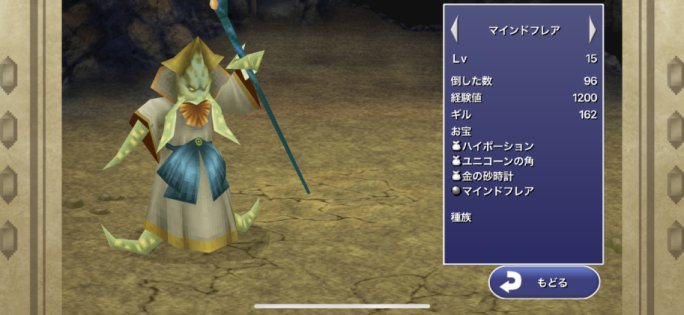 マインドフレア
Lv 15
倒した数 96
経験値 1200
ギル 162
お宝
ハイポーション
ユニコーンの角
金の砂時計
マインドフレア
種族
もどる